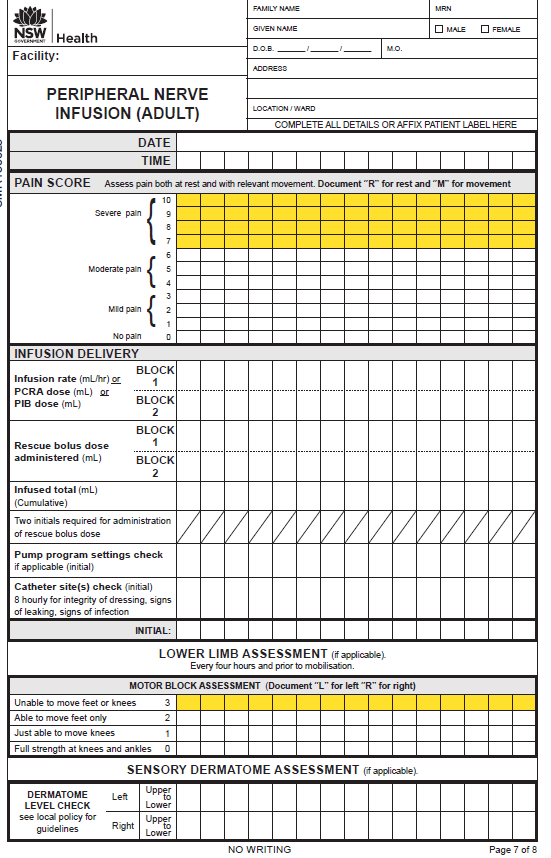 FAMILY NAME
MRN
GIVEN NAME
MALE
FEMALE
NSW
GOVERNMENT
Health
Facility:
D.O.B. _______ / _______ / _______
M.O.
ADDRESS
PERIPHERAL NERVE
INFUSION (ADULT)
LOCATION / WARD
COMPLETE ALL DETAILS OR AFFIX PATIENT LABEL HERE
DATE
TIME
PAIN SCORE Assess pain both at rest and with relevant movement. Document "R" for rest and "M" for movement
Severe pain
10
9
8
7
Moderate pain
6
5
4
Mild pain
3
2
1
No pain 0
INFUSION DELIVERY
Infusion rate (mL/hr) or
PCRA dose (mL) or
PIB dose (mL)
BLOCK
1
BLOCK
2
Rescue bolus dose
administered (mL)
BLOCK
1
BLOCK
2
Infused total (mL)
(Cumulative)
Two initials required for administration
of rescue bolus dose
Pump program settings check
if applicable (initial)
Catheter site(s) check (initial)
8 hourly for integrity of dressing, signs
of leaking, signs of infection
INITIAL:
LOWER LIMB ASSESSMENT (if applicable).
Every four hours and prior to mobilisation.
MOTOR BLOCK ASSESSMENT (Document "L" for left "R" for right)
Unable to move feet or knees 3
Able to move feet only 2
Just able to move knees 1
Full strength at knees and ankles 0
SENSORY DERMATOME ASSESSMENT (if applicable).
DERMATOME
LEVEL CHECK
see local policy for
guidelines
Left
Upper
to
Lower
Right
Upper
to
Lower
NO WRITING
Page 7 of 8